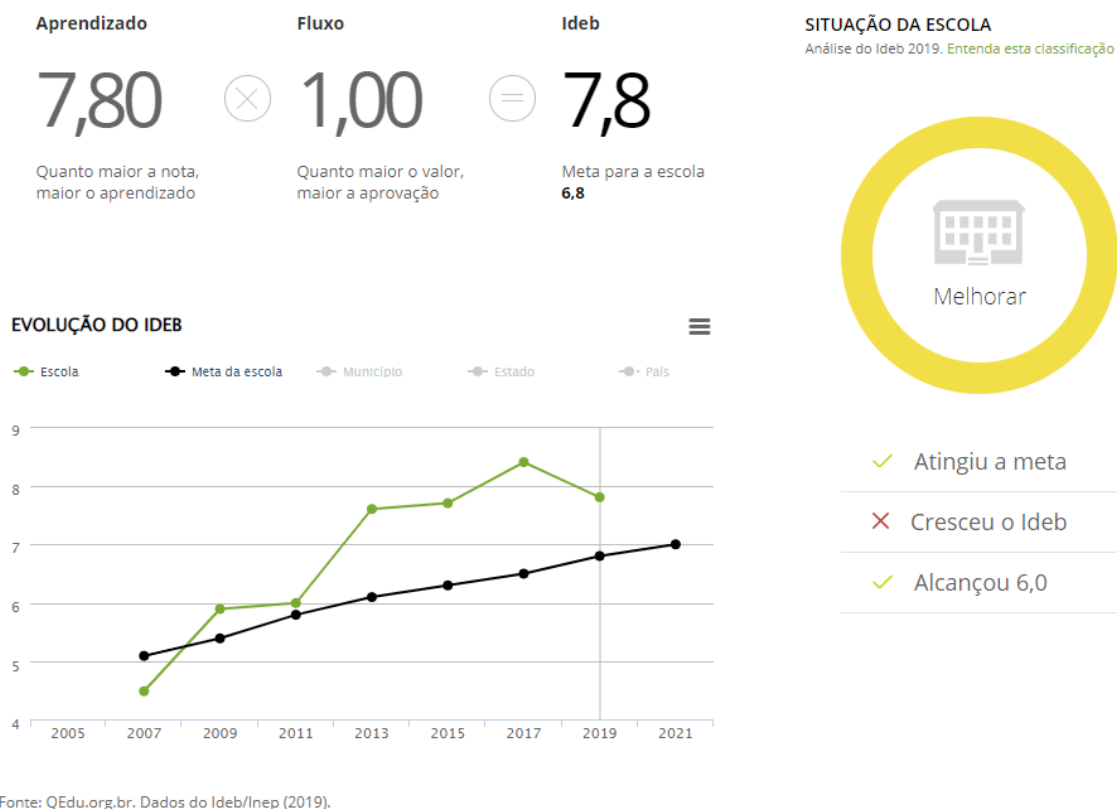 Aprendizado
Fluxo
Ideb
7,80
1,00
7,8
Quanto maior a nota,
maior o aprendizado
Quanto maior o valor,
maior a aprovação
Meta para a escola
6,8
SITUAÇÃO DA ESCOLA
Análise do Ideb 2019. Entenda esta classificação
Melhorar
Atingiu a meta
Cresceu o Ideb
Alcançou 6,0
EVOLUÇÃO DO IDEB
Escola
Meta da escola
Município
Estado
País
9
8
7
6
5
4
2005 2007 2009 2011 2013 2015 2017 2019 2021
Fonte: QEdu.org.br. Dados do Ideb/Inep (2019).